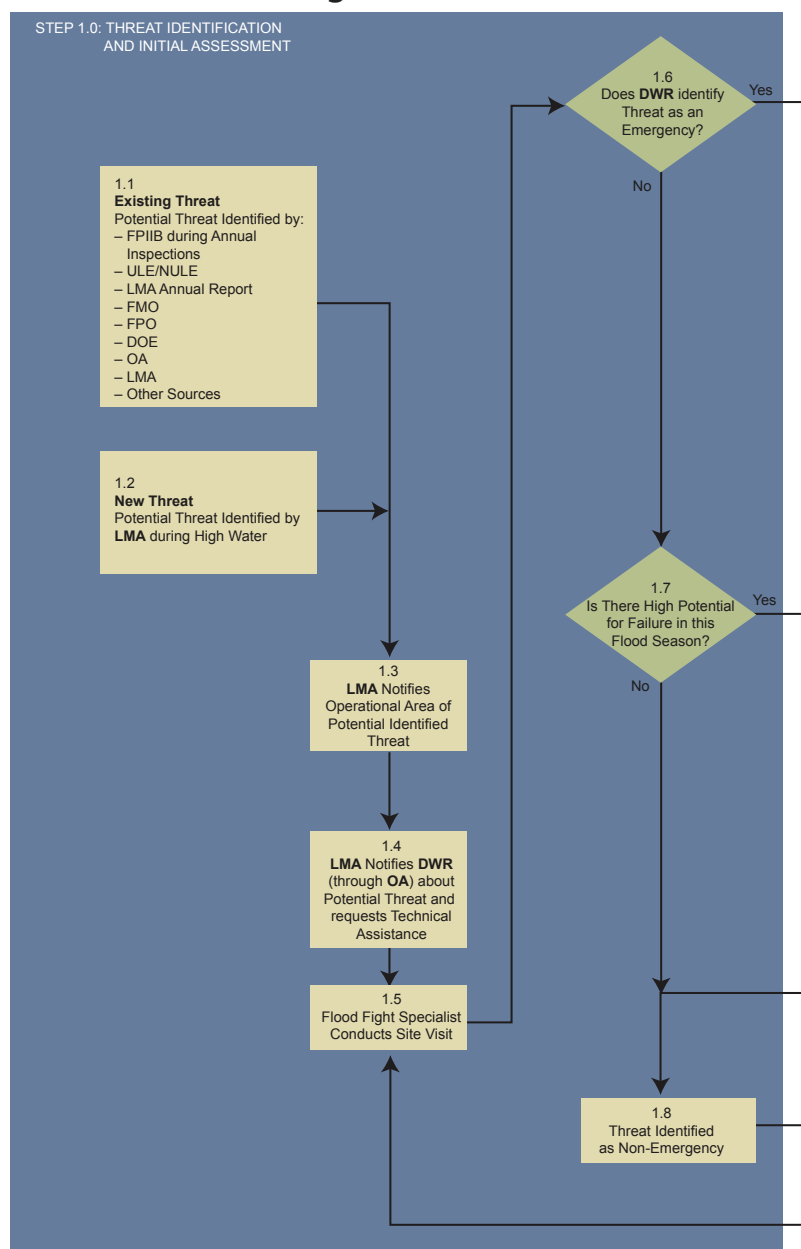 STEP 1.0: THREAT IDENTIFICATION
AND INITIAL ASSESSMENT
1.1
Existing Threat
Potential Threat Identified by:
– FPIIB during Annual
Inspections
– ULE/NULE
– LMA Annual Report
– FMO
– FPO
– DOE
– OA
– LMA
– Other Sources
1.2
New Threat
Potential Threat Identified by
LMA during High Water
1.3
LMA Notifies
Operational Area of
Potential Identified
Threat
1.4
LMA Notifies DWR
(through OA) about
Potential Threat and
requests Technical
Assistance
1.5
Flood Fight Specialist
Conducts Site Visit
1.6
Does DWR identify
Threat as an
Emergency?
Yes
No
1.7
Is There High Potential
for Failure in this
Flood Season?
Yes
No
1.8
Threat Identified
as Non-Emergency